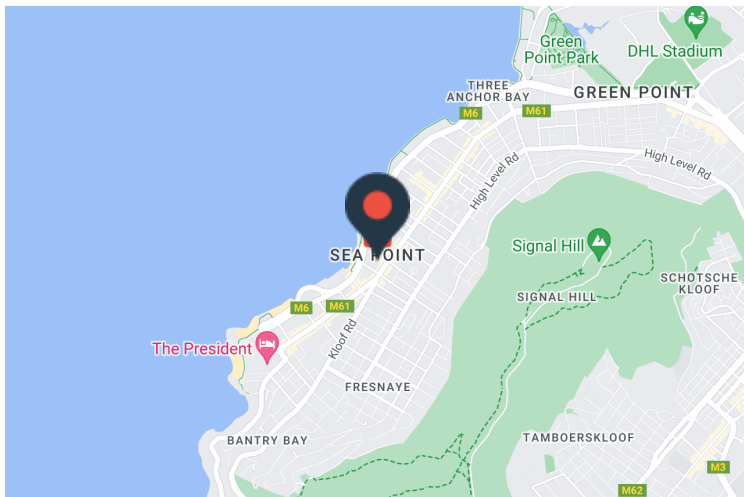 Green
Point Park
DHL Stadium
THREE
ANCHOR BAY
GREEN POINT
M6
M61
High Level Rd
High Level Rd
Signal Hill
SEA POINT
SCHOTSCHE
KLOOF
SIGNAL HILL
M6
M61
The President
Kloof Rd
FRESNAYE
BANTRY BAY
TAMBOERSKLOOF
M3
M62